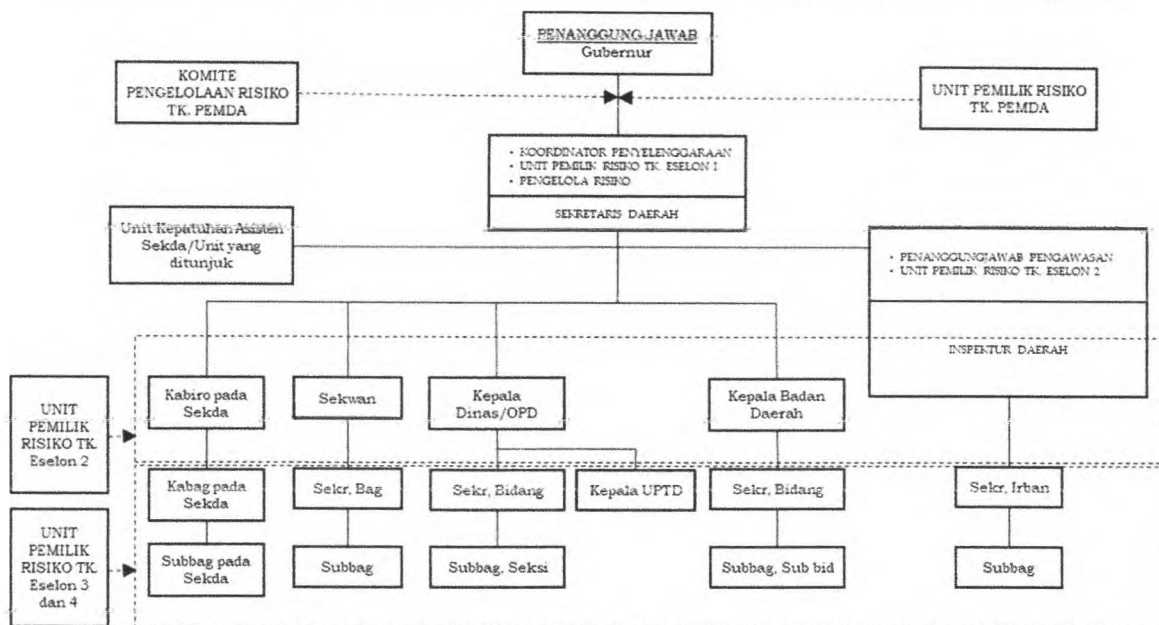 PENANGGUNG JAWAB
Gubernur
KOMITE
PENGELOLAAN RISIKO
TK. PEMDA
UNIT PEMILIK RISIKO
TK. PEMDA
• KOORDINATOR PENYELENGGARAAN
• UNIT PEMILIK RISIKO TK. ESELON 1
• PENGELOLA RISIKO
SEKRETARIS DAERAH
Unit Kepatuhan Asisten
Sekda/Unit yang
ditunjuk
• PENANGGUNGJAWAB PENGAWASAN
• UNIT PEMILIK RISIKO TK. ESELON 2
INSPEKTUR DAERAH
UNIT
PEMILIK
RISIKO TK.
Eselon 2
Kabiro pada
Sekda
Sekwan
Kepala
Dinas/OPD
Kepala Badan
Daerah
Kabag pada
Sekda
Sekr, Bag
Sekr, Bidang
Kepala UPTD
Sekr, Bidang
Sekr, Irban
UNIT
PEMILIK
RISIKO TK.
Eselon 3
dan 4
Subbag pada
Sekda
Subbag
Subbag, Seksi
Subbag, Sub bid
Subbag